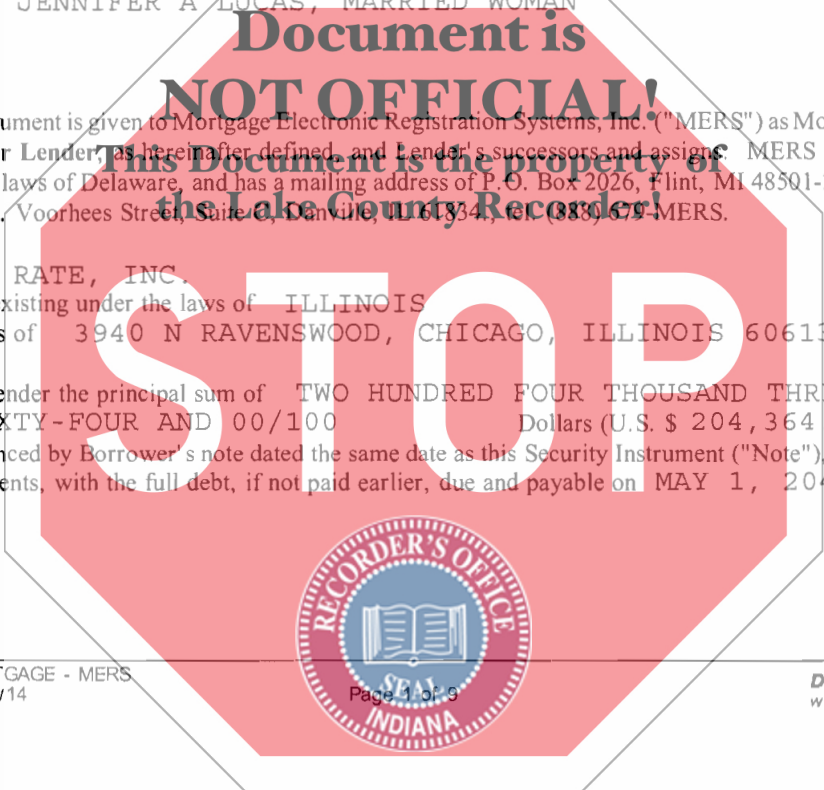 JENNIFER A LUCAS, MARRIED WOMAN
Document is
NOT OFFICIAL!
ument is given to Mortgage Electronic Registration Systems, Inc. ("MERS") as Mo
r Lender, as hereinafter defined, and Lender's successors and assigns. MERS
This Document is the property of
laws of Delaware, and has a mailing address of P.O. Box 2026, Flint, MI 48501-
the Lake County Recorder!
. Voorhees Street, Suite C, Danville, IL 61834., tel. (888) 679-MERS.
RATE, INC.
xisting under the laws of ILLINOIS
s of 3940 N RAVENSWOOD, CHICAGO, ILLINOIS 60613
STOP
ender the principal sum of TWO HUNDRED FOUR THOUSAND THR
XTY-FOUR AND 00/100 Dollars (U.S. $ 204,364
nced by Borrower's note dated the same date as this Security Instrument ("Note"),
ents, with the full debt, if not paid earlier, due and payable on MAY 1, 204
RECORDER'S OFFICE
SEAL
INDIANA
GAGE - MERS
/14
Page 1 of 9
D
w